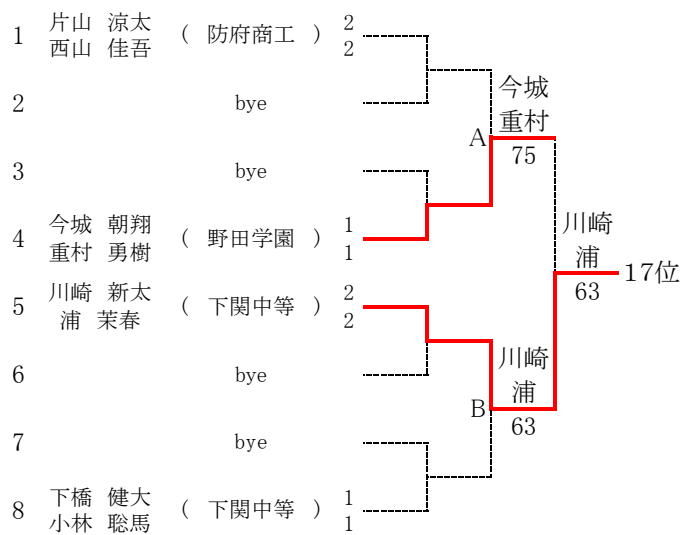 1 片山 涼太 ( 防府商工 ) 2
西山 佳吾 2
2 bye
3 bye
4 今城 朝翔 ( 野田学園 ) 1
重村 勇樹 1
5 川崎 新太 ( 下関中等 ) 2
浦 茉春 2
6 bye
7 bye
8 下橋 健大 ( 下関中等 ) 1
小林 聡馬 1
A
今城
重村
75
B
川崎
浦
63
川崎
浦
63
17位